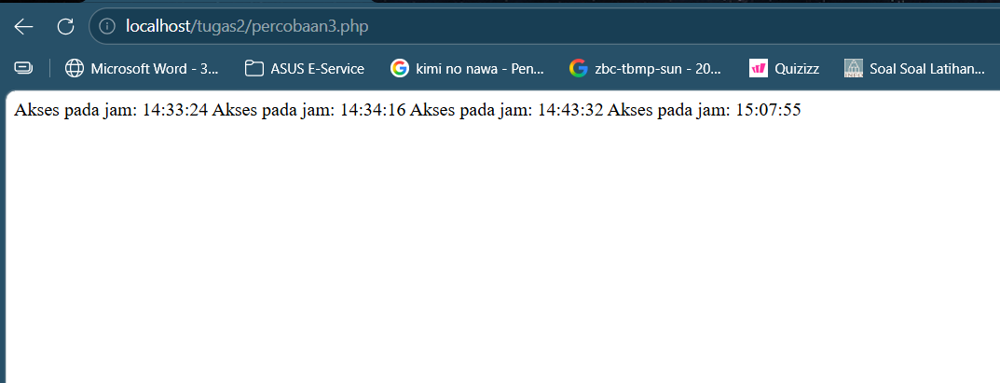 localhost/tugas2/percobaan3.php
Microsoft Word - 3... ASUS E-Service kimi no nawa - Pen... zbc-tbmp-sun - 20... Quizizz Soal Soal Latihan...
Akses pada jam: 14:33:24 Akses pada jam: 14:34:16 Akses pada jam: 14:43:32 Akses pada jam: 15:07:55